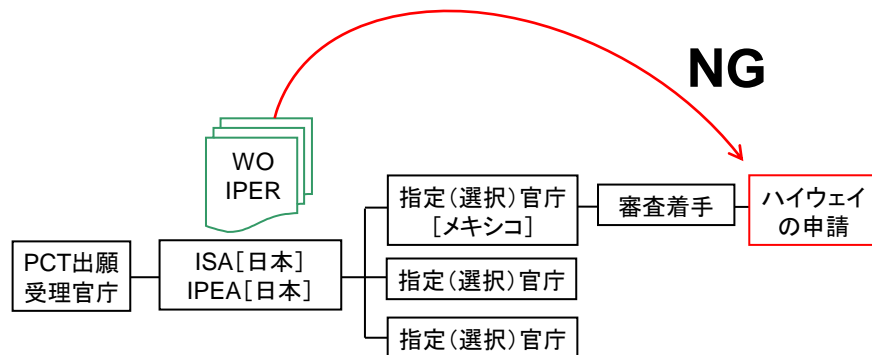 NG
WO
IPER
指定(選択)官庁
[メキシコ]
審査着手
ハイウェイ
の申請
PCT出願
受理官庁
ISA[日本]
IPEA[日本]
指定(選択)官庁
指定(選択)官庁